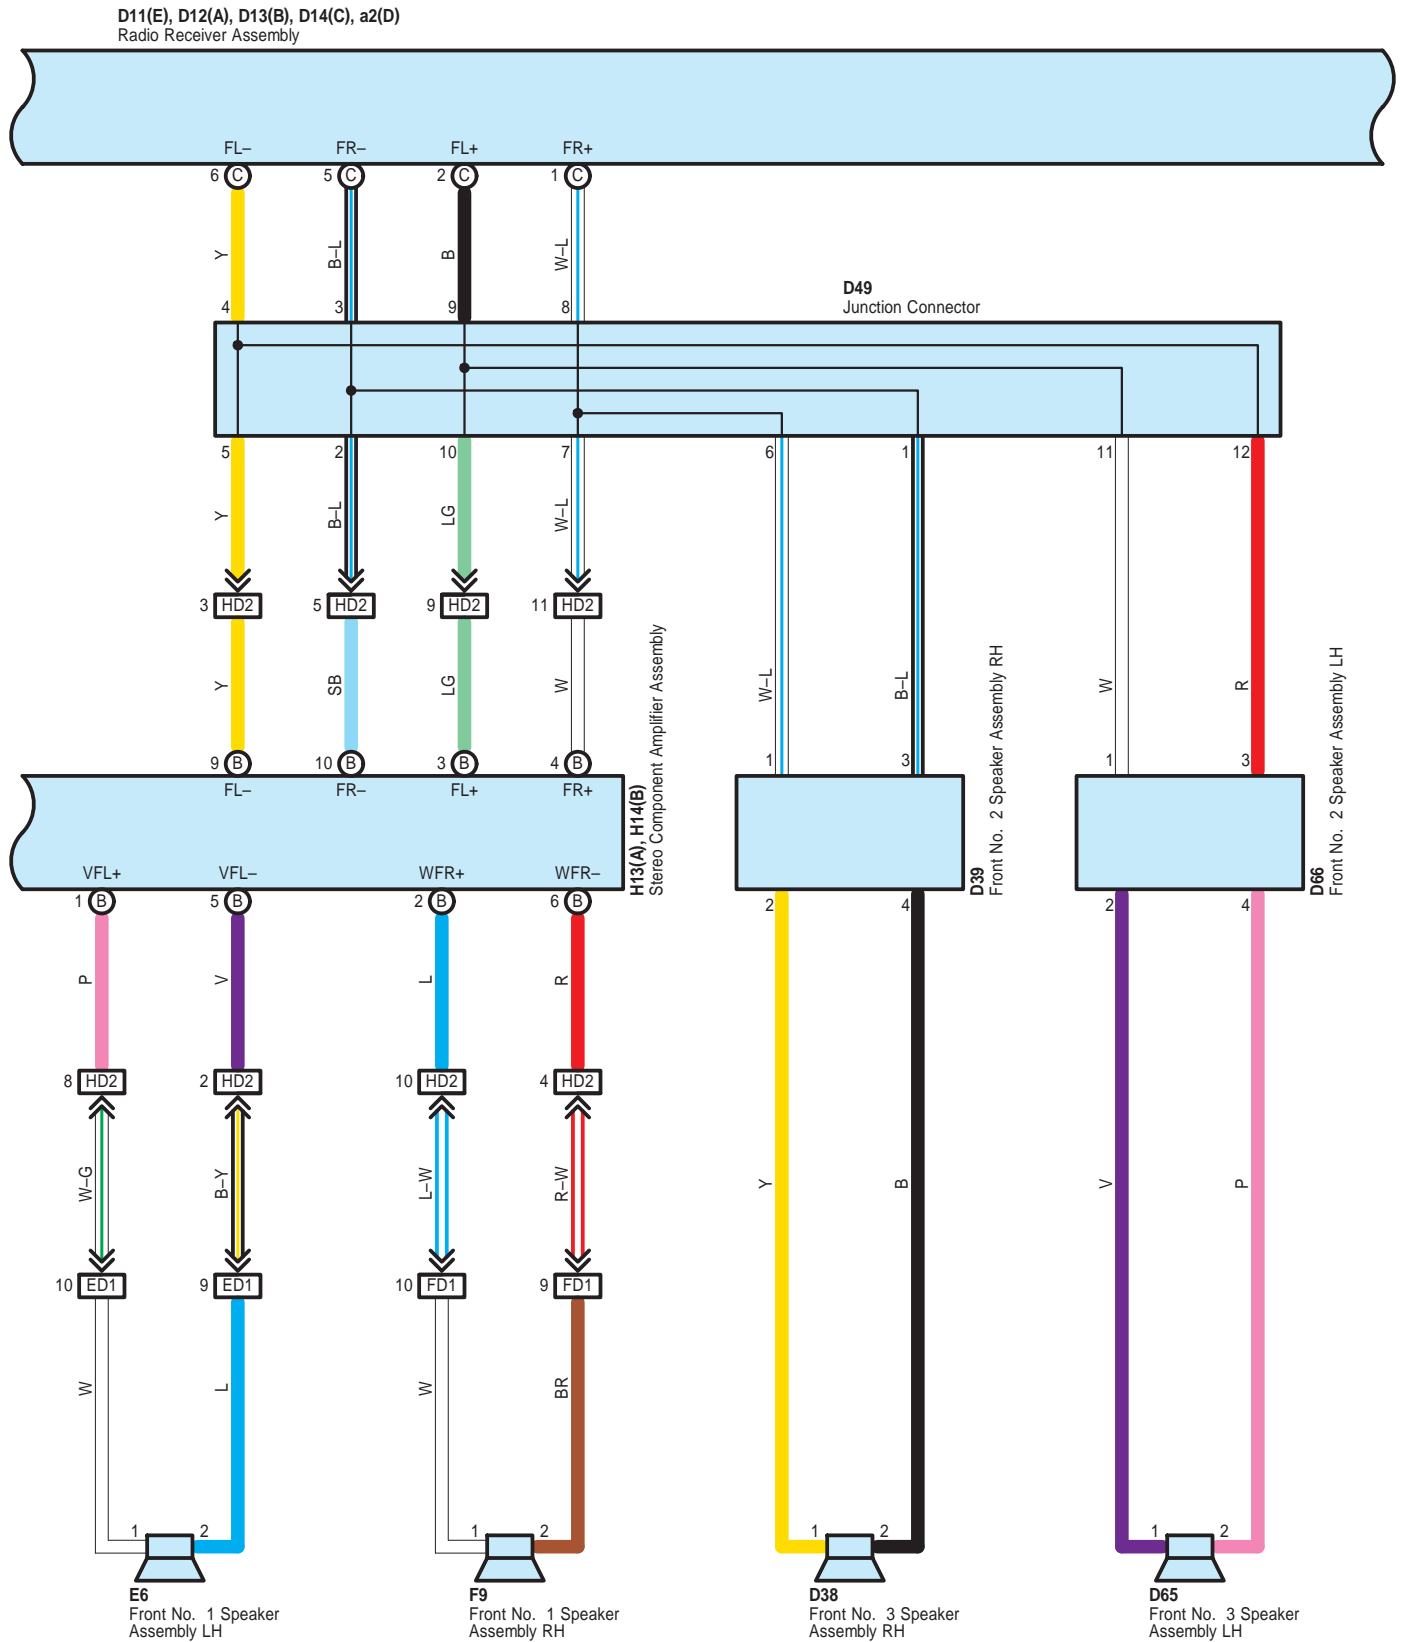 D11(E), D12(A), D13(B), D14(C), a2(D)
Radio Receiver Assembly
FL– FR– FL+ FR+
6 C 5 C 2 C 1 C
Y B–L B W–L
D49
Junction Connector
4 3 9 8
5 2 10 7 6 1 11 12
Y B–L LG W–L
3 HD2 5 HD2 9 HD2 11 HD2
Y SB LG W W–L B–L W R
9 B 10 B 3 B 4 B 1 3 1 3
FL– FR– FL+ FR+
H13(A), H14(B)
Stereo Component Amplifier Assembly
D39
Front No. 2 Speaker Assembly RH
D66
Front No. 2 Speaker Assembly LH
VFL+ VFL– WFR+ WFR–
1 B 5 B 2 B 6 B 2 4 2 4
P V L R
8 HD2 2 HD2 10 HD2 4 HD2
W–G B–Y L–W R–W Y B V P
10 ED1 9 ED1 10 FD1 9 FD1
W L W BR
1 2 1 2 1 2 1 2
E6
Front No. 1 Speaker
Assembly LH
F9
Front No. 1 Speaker
Assembly RH
D38
Front No. 3 Speaker
Assembly RH
D65
Front No. 3 Speaker
Assembly LH